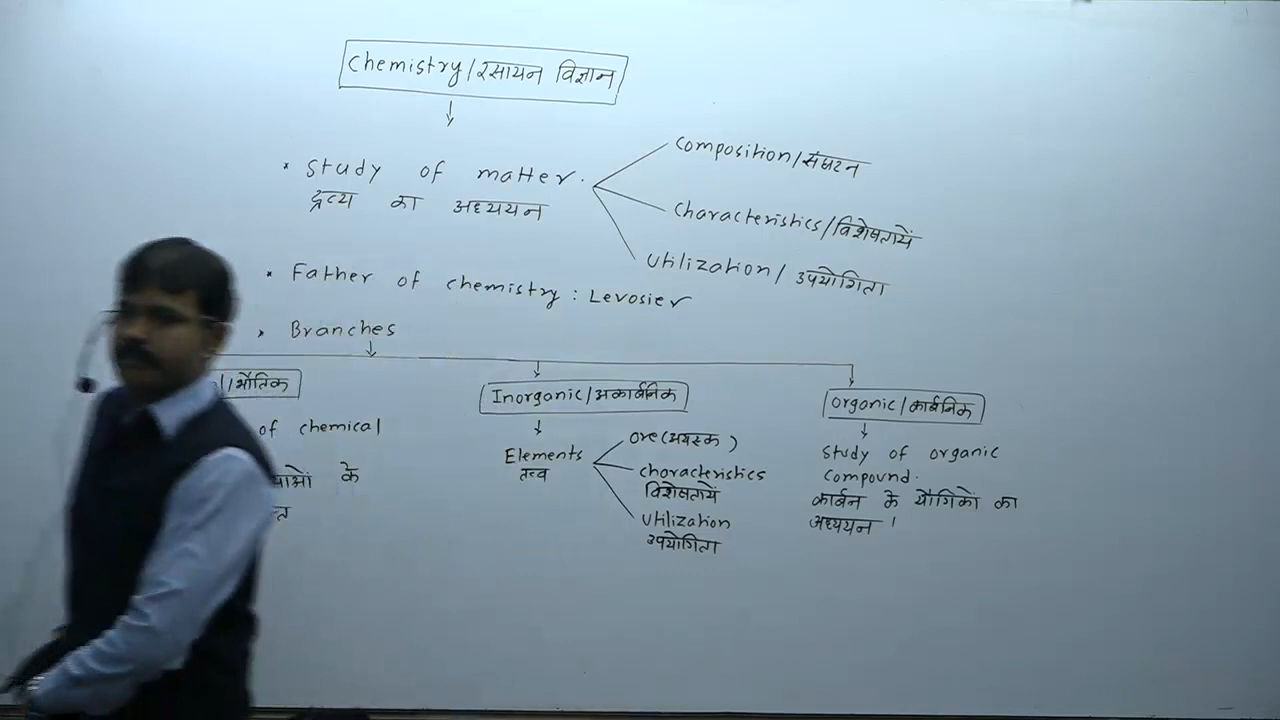 Chemistry/रसायन विज्ञान
Composition/संघटन
* Study of matter.
द्रव्य का अध्ययन
Characteristics/विशेषतायें
Utilization/ उपयोगिता
* Father of chemistry : Levosier
* Branches
/भौतिक
Inorganic/अकार्बनिक
Organic/कार्बनिक
of chemical
Ore(अयस्क)
Elements
तत्व
Study of organic
Compound.
Choracteristics
विशेषतायें
के
कार्बन के यौगिकों का
अध्ययन ।
Utilization
उपयोगिता